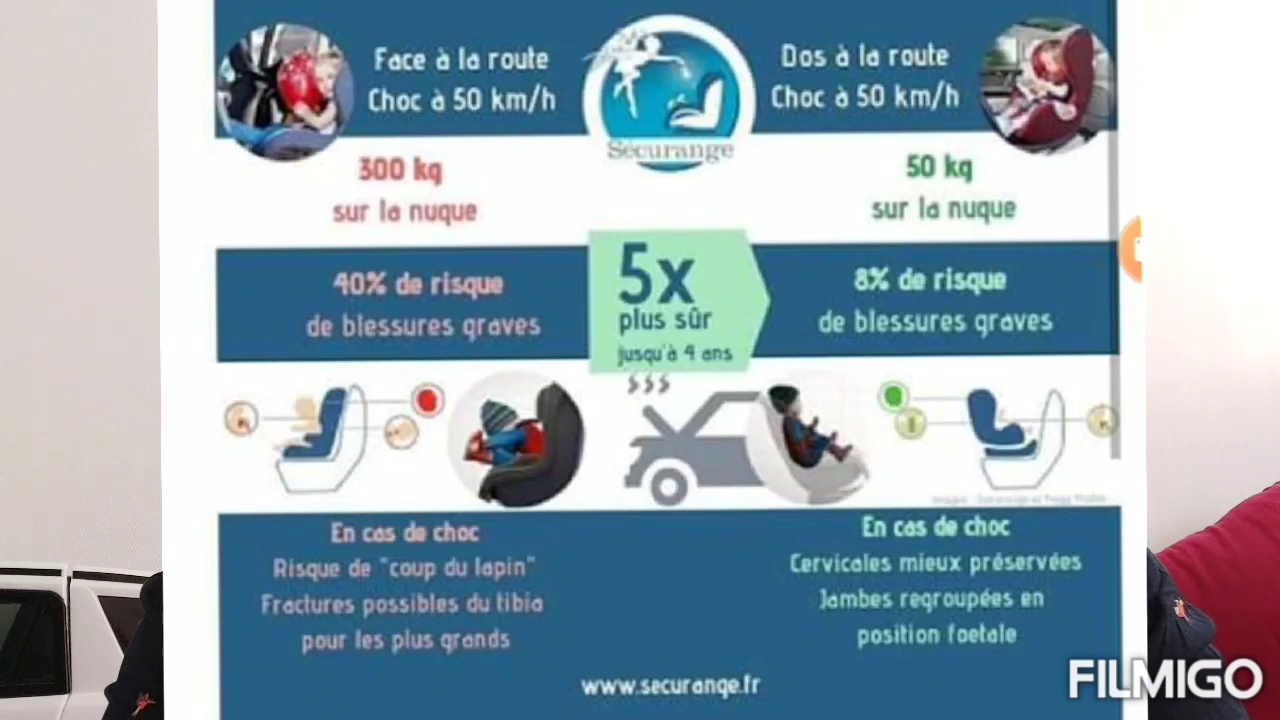 Face à la route
Choc à 50 km/h
Sécurange
Dos à la route
Choc à 50 km/h
300 kg
sur la nuque
50 kg
sur la nuque
40% de risque
de blessures graves
5x
plus sûr
jusqu'à 4 ans
8% de risque
de blessures graves
En cas de choc
Risque de "coup du lapin"
Fractures possibles du tibia
pour les plus grands
En cas de choc
Cervicales mieux préservées
Jambes regroupées en
position foetale
www.securange.fr
FILMIGO